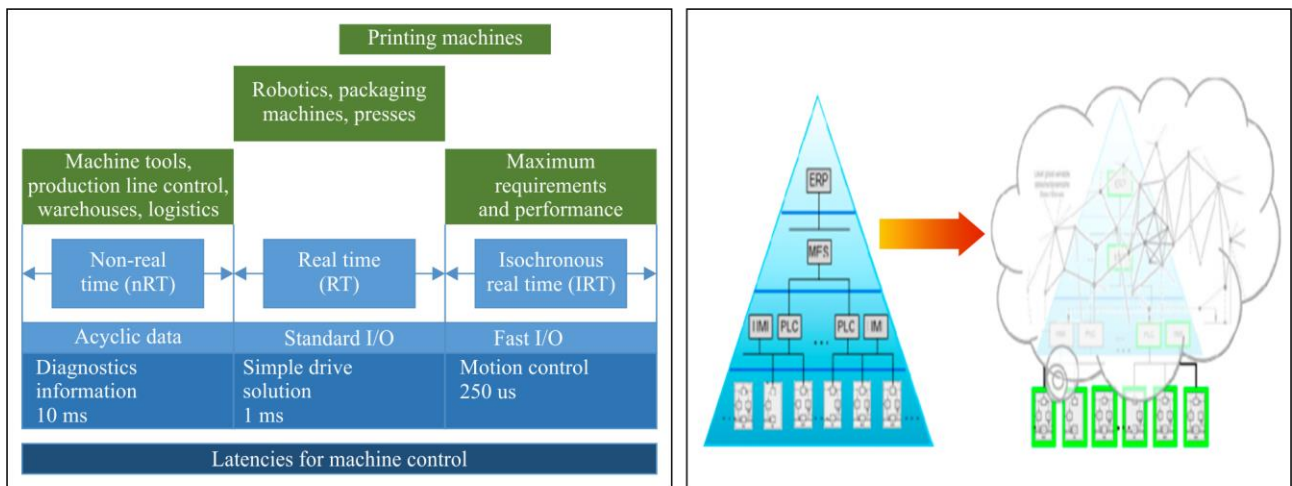 Printing machines
Robotics, packaging
machines, presses
Machine tools,
production line control,
warehouses, logistics
Maximum
requirements
and performance
Non-real
time (nRT)
Real time
(RT)
Isochronous
real time (IRT)
Acyclic data
Standard I/O
Fast I/O
Diagnostics
information
10 ms
Simple drive
solution
1 ms
Motion control
250 us
Latencies for machine control
ERP
MES
PLC
PLC